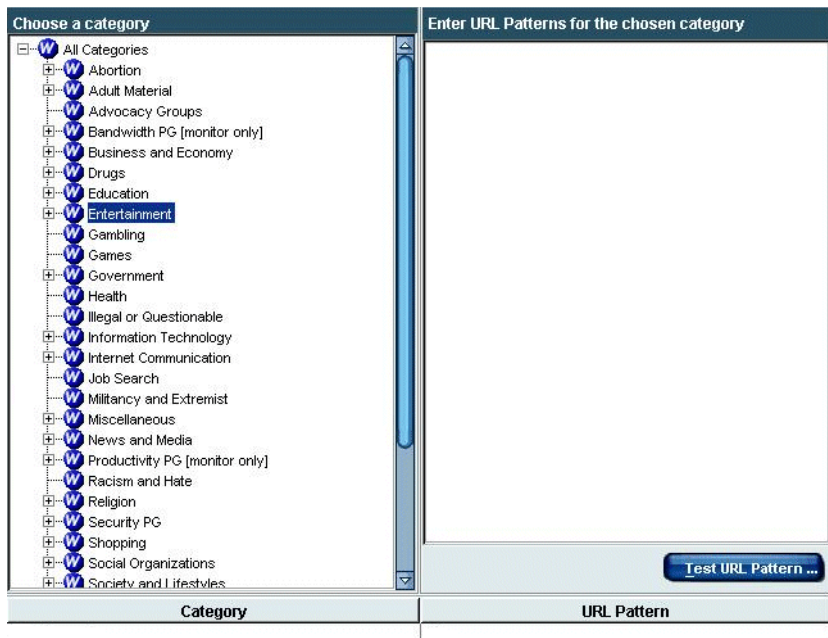 Choose a category
Enter URL Patterns for the chosen category
All Categories
Abortion
Adult Material
Advocacy Groups
Bandwidth PG [monitor only]
Business and Economy
Drugs
Education
Entertainment
Gambling
Games
Government
Health
Illegal or Questionable
Information Technology
Internet Communication
Job Search
Militancy and Extremist
Miscellaneous
News and Media
Productivity PG [monitor only]
Racism and Hate
Religion
Security PG
Shopping
Social Organizations
Society and Lifestyles
Test URL Pattern ...
Category
URL Pattern